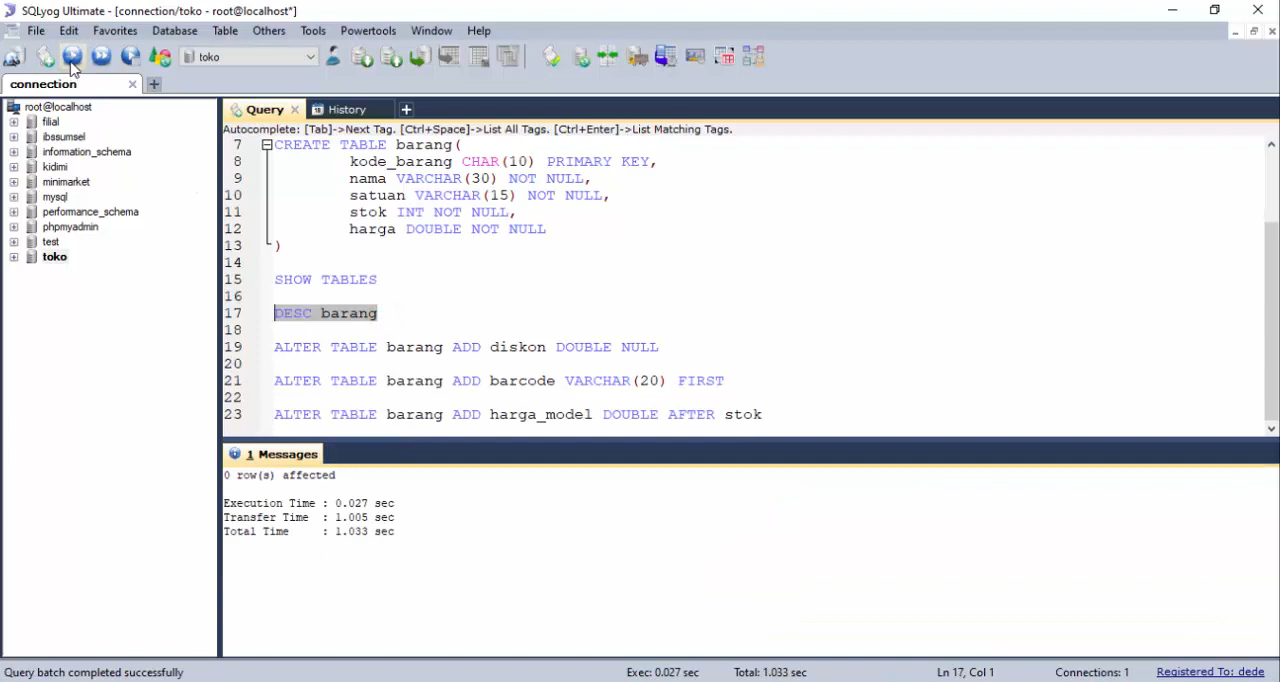 SQLyog Ultimate - [connection/toko - root@localhost*]
File Edit Favorites Database Table Others Tools Powertools Window Help
toko
connection
root@localhost
filial
ibssumsel
information_schema
kidimi
minimarket
mysql
performance_schema
phpmyadmin
test
toko
Query History
Autocomplete: [Tab]->Next Tag. [Ctrl+Space]->List All Tags. [Ctrl+Enter]->List Matching Tags.
7 CREATE TABLE barang(
8 kode_barang CHAR(10) PRIMARY KEY,
9 nama VARCHAR(30) NOT NULL,
10 satuan VARCHAR(15) NOT NULL,
11 stok INT NOT NULL,
12 harga DOUBLE NOT NULL
13 )
14
15 SHOW TABLES
16
17 DESC barang
18
19 ALTER TABLE barang ADD diskon DOUBLE NULL
20
21 ALTER TABLE barang ADD barcode VARCHAR(20) FIRST
22
23 ALTER TABLE barang ADD harga_model DOUBLE AFTER stok
1 Messages
0 row(s) affected
Execution Time : 0.027 sec
Transfer Time : 1.005 sec
Total Time : 1.033 sec
Query batch completed successfully Exec: 0.027 sec Total: 1.033 sec Ln 17, Col 1 Connections: 1 Registered To: dede